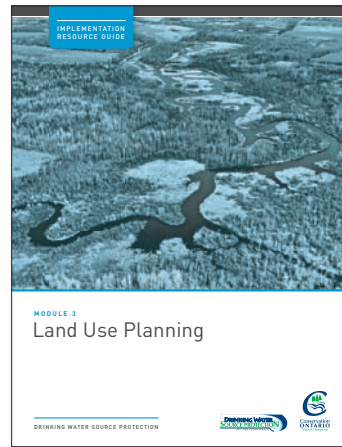 IMPLEMENTATION
RESOURCE GUIDE
MODULE 3
Land Use Planning
DRINKING WATER SOURCE PROTECTION
DRINKING WATER
SOURCE PROTECTION
Conservation
ONTARIO